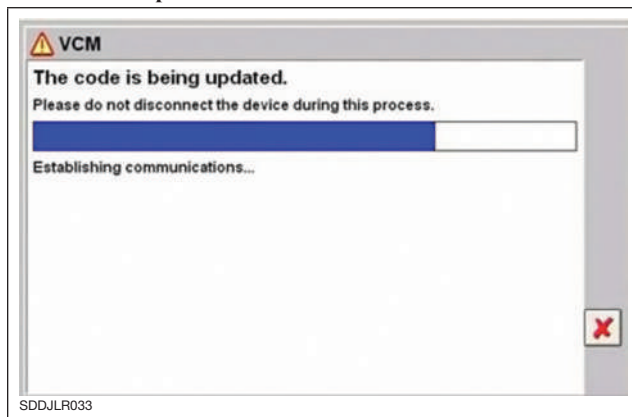 VCM
The code is being updated.
Please do not disconnect the device during this process.
Establishing communications...
SDDJLR033